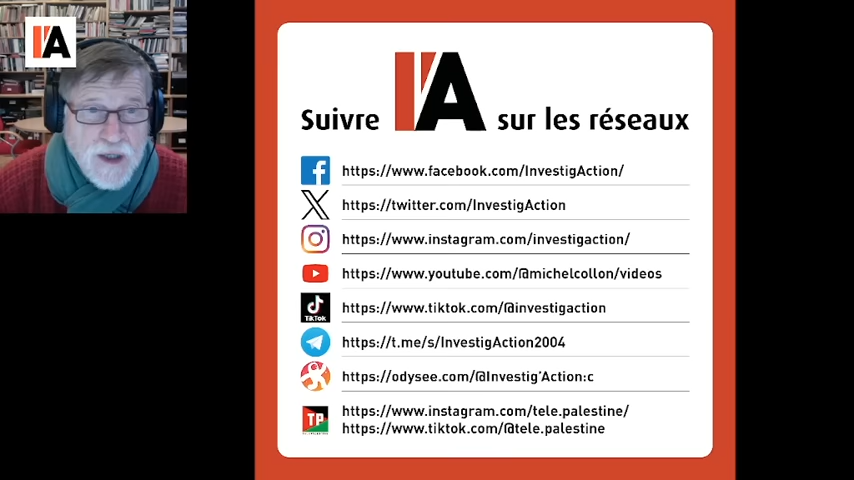 I'A
Suivre I'A sur les réseaux
https://www.facebook.com/InvestigAction/
https://twitter.com/InvestigAction
https://www.instagram.com/investigaction/
https://www.youtube.com/@michelcollon/videos
TikTok
https://www.tiktok.com/@investigaction
https://t.me/s/InvestigAction2004
https://odysee.com/@Investig'Action:c
TP
https://www.instagram.com/tele.palestine/
https://www.tiktok.com/@tele.palestine